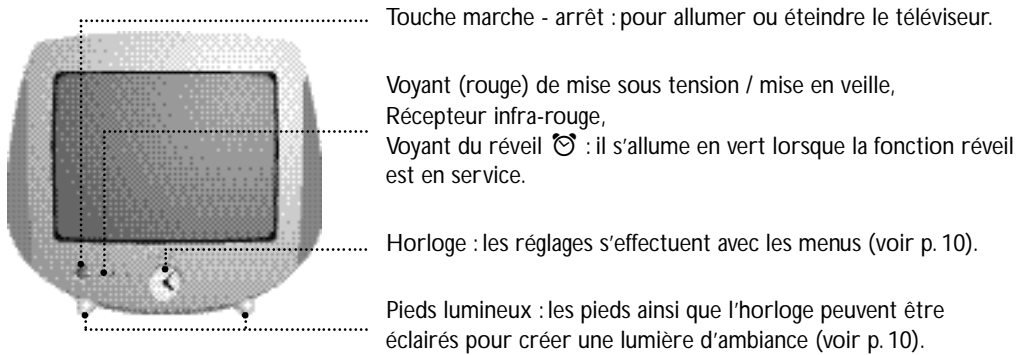 Touche marche - arrêt : pour allumer ou éteindre le téléviseur.
Voyant (rouge) de mise sous tension / mise en veille,
Récepteur infra-rouge,
Voyant du réveil ⏰ : il s'allume en vert lorsque la fonction réveil
est en service.
Horloge : les réglages s'effectuent avec les menus (voir p. 10).
Pieds lumineux : les pieds ainsi que l'horloge peuvent être
éclairés pour créer une lumière d'ambiance (voir p. 10).